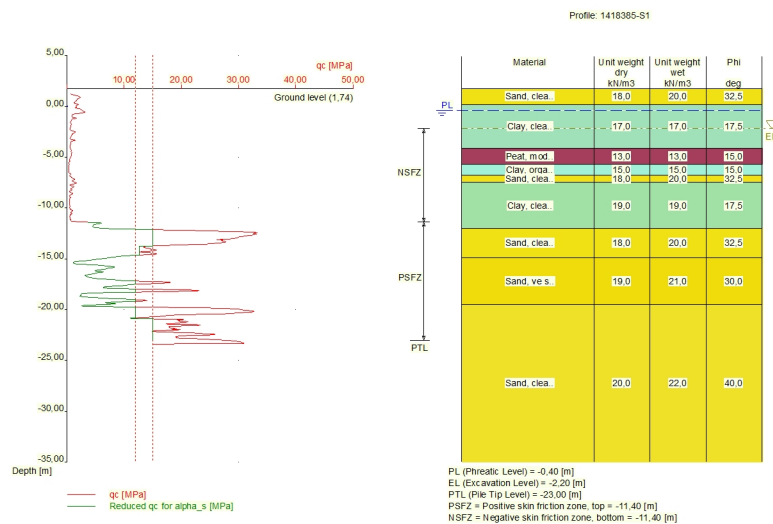 Profile: 1418385-S1
5,00
qc [MPa]
10,00 20,00 30,00 40,00 50,00
Ground level (1,74)
0,00
-5,00
-10,00
-15,00
-20,00
-25,00
-30,00
-35,00
Depth [m]
qc [MPa]
Reduced qc for alpha_s [MPa]
PL
NSFZ
PSFZ
PTL
Material Unit weight dry kN/m3 Unit weight wet kN/m3 Phi deg
Sand, clea.. 18,0 20,0 32,5
Clay, clea.. 17,0 17,0 17,5
Peat, mod.. 13,0 13,0 15,0
Clay, orga.. 15,0 15,0 15,0
Sand, clea.. 18,0 20,0 32,5
Clay, clea.. 19,0 19,0 17,5
Sand, clea.. 18,0 20,0 32,5
Sand, ve s.. 19,0 21,0 30,0
Sand, clea.. 20,0 22,0 40,0
PL (Phreatic Level) = -0,40 [m]
EL (Excavation Level) = -2,20 [m]
PTL (Pile Tip Level) = -23,00 [m]
PSFZ = Positive skin friction zone, top = -11,40 [m]
NSFZ = Negative skin friction zone, bottom = -11,40 [m]